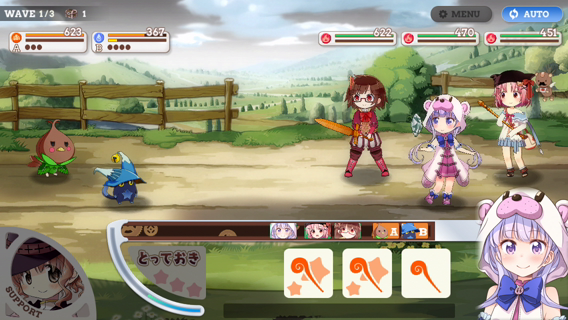 WAVE 1/3 1
MENU
AUTO
623
A
367
B
622
470
451
A B
とっておき
SUPPORT